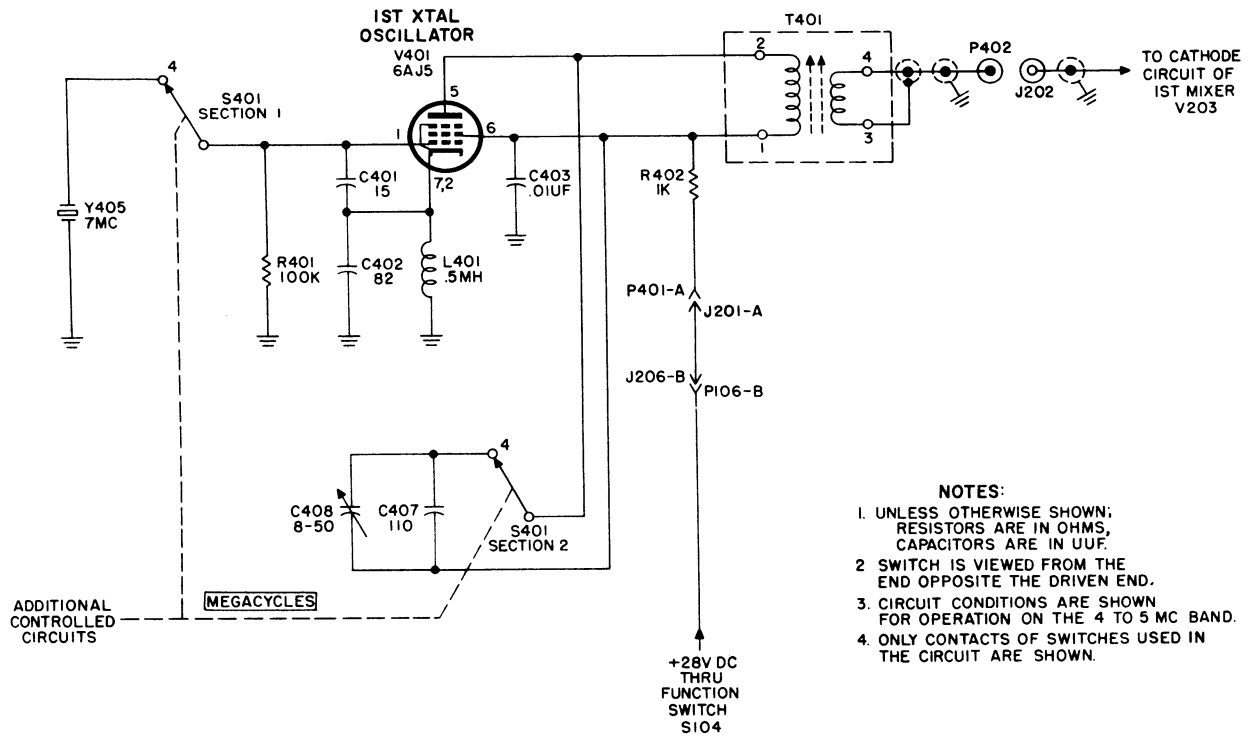 1ST XTAL
OSCILLATOR
V401
6AJ5
T401
4
S401
SECTION 1
5
1
6
7,2
2
1
4
3
P402
J202
TO CATHODE
CIRCUIT OF
1ST MIXER
V203
Y405
7MC
R401
100K
C401
15
C402
82
L401
.5MH
C403
.01UF
R402
1K
P401-A
J201-A
J206-B
P106-B
4
C408
8-50
C407
110
S401
SECTION 2
ADDITIONAL
CONTROLLED
CIRCUITS
MEGACYCLES
+28V DC
THRU
FUNCTION
SWITCH
S104
NOTES:
1. UNLESS OTHERWISE SHOWN;
RESISTORS ARE IN OHMS,
CAPACITORS ARE IN UUF.
2 SWITCH IS VIEWED FROM THE
END OPPOSITE THE DRIVEN END.
3. CIRCUIT CONDITIONS ARE SHOWN
FOR OPERATION ON THE 4 TO 5 MC BAND.
4. ONLY CONTACTS OF SWITCHES USED IN
THE CIRCUIT ARE SHOWN.